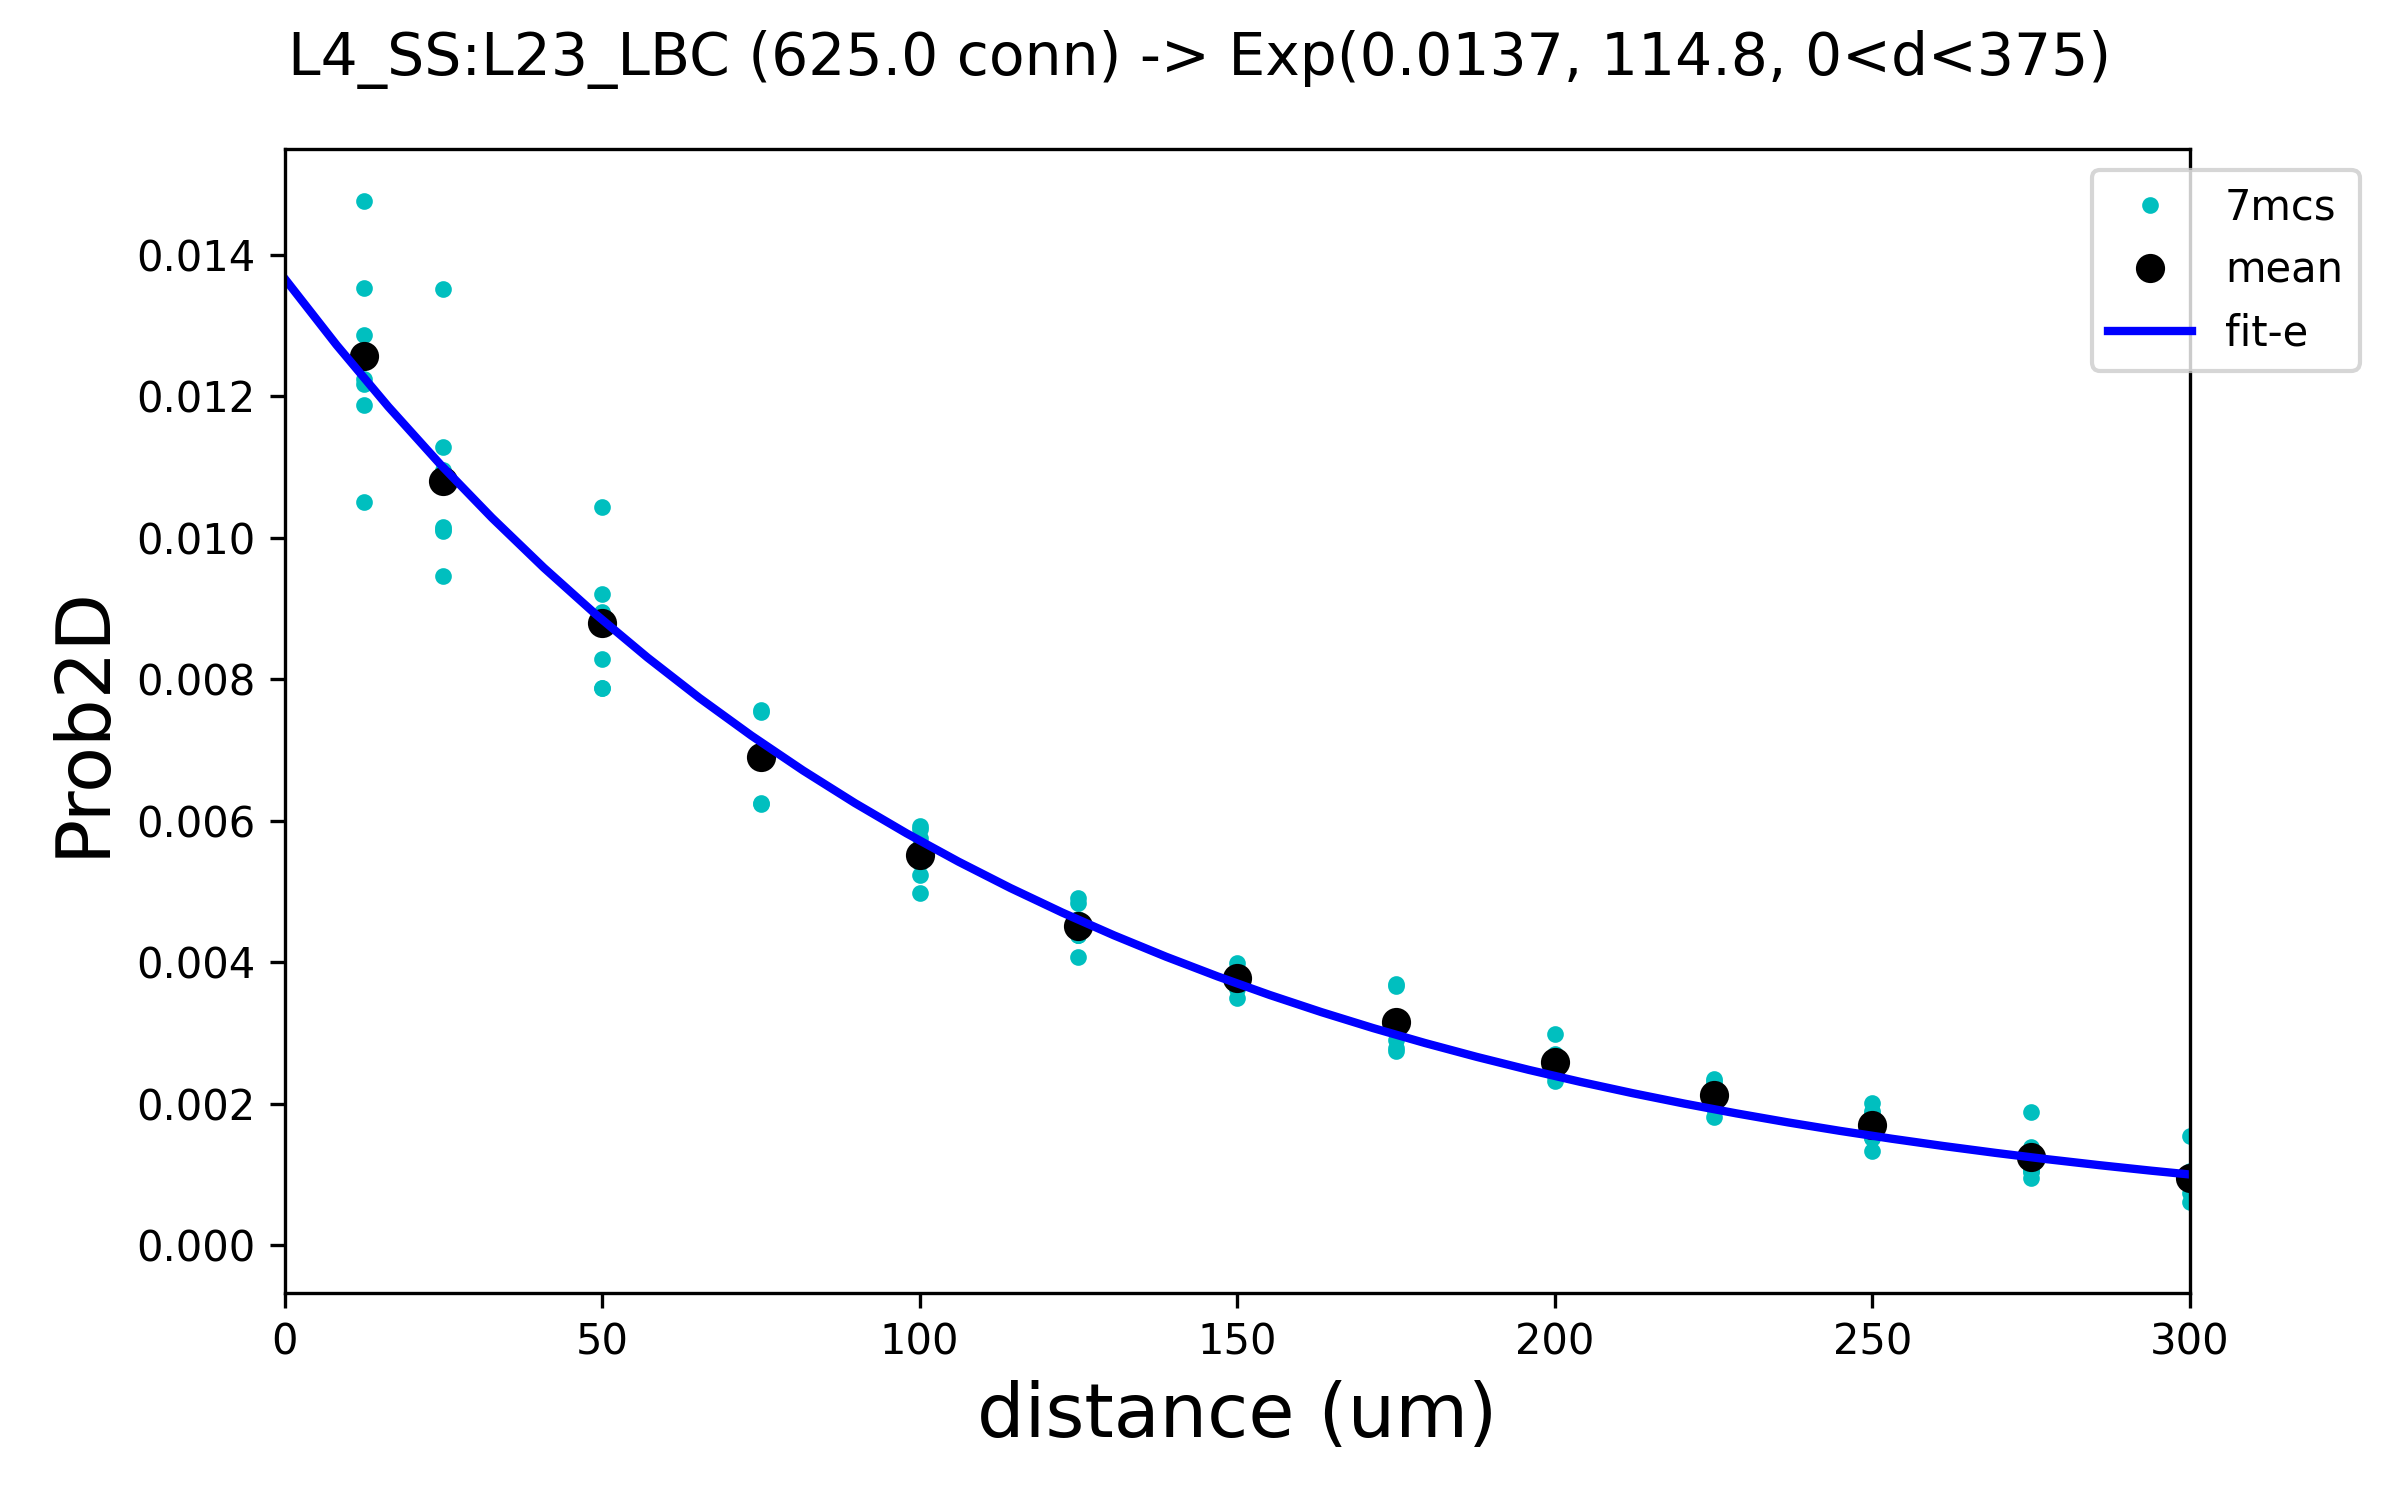 L4_SS:L23_LBC (625.0 conn) -> Exp(0.0137, 114.8, 0<d<375)
7mcs
mean
fit-e
Prob2D
0.014
0.012
0.010
0.008
0.006
0.004
0.002
0.000
0 50 100 150 200 250 300
distance (um)